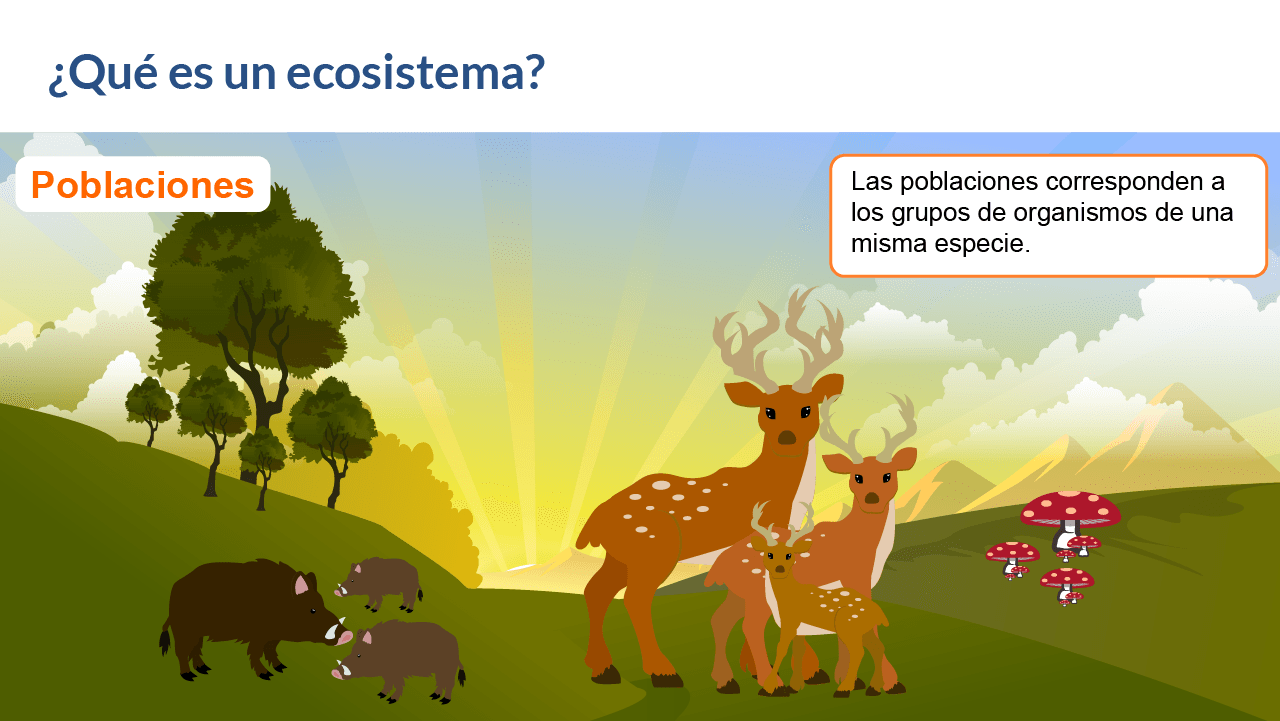 ¿Qué es un ecosistema?
Poblaciones
Las poblaciones corresponden a
los grupos de organismos de una
misma especie.